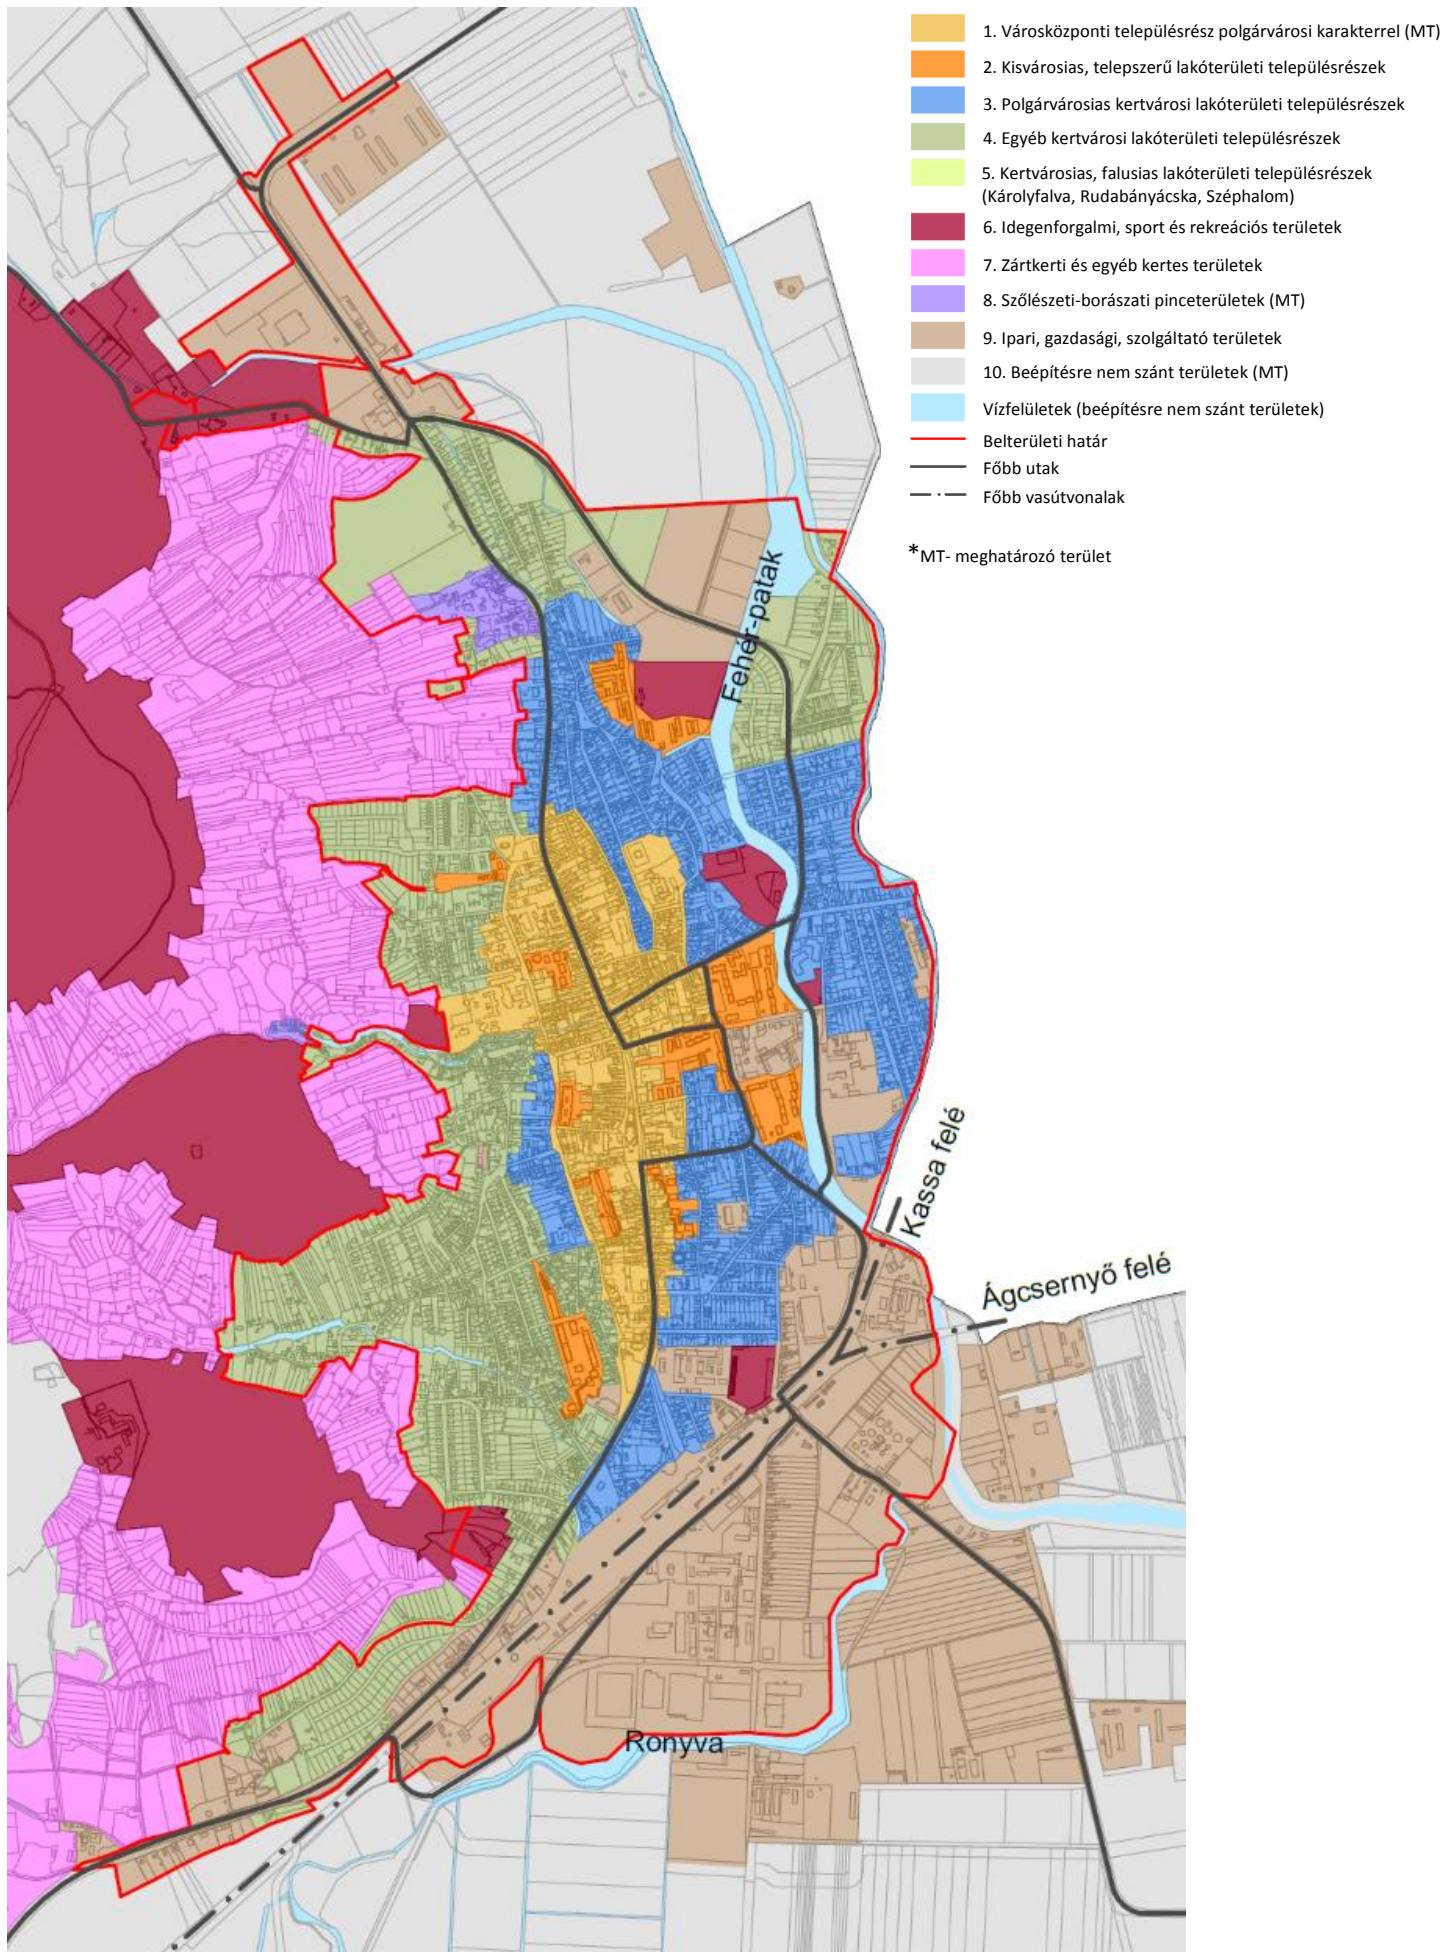 1. Városközponti településrész polgárvárosi karakterrel (MT)
2. Kisvárosias, telepszerű lakóterületi településrészek
3. Polgárvárosias kertvárosi lakóterületi településrészek
4. Egyéb kertvárosi lakóterületi településrészek
5. Kertvárosias, falusias lakóterületi településrészek
(Károlyfalva, Rudabányácska, Széphalom)
6. Idegenforgalmi, sport és rekreációs területek
7. Zártkerti és egyéb kertes területek
8. Szőlészeti-borászati pinceterületek (MT)
9. Ipari, gazdasági, szolgáltató területek
10. Beépítésre nem szánt területek (MT)
Vízfelületek (beépítésre nem szánt területek)
Belterületi határ
Főbb utak
Főbb vasútvonalak
*MT- meghatározó terület
Fehér-patak
Kassa felé
Ágcsernyő felé
Ronyva